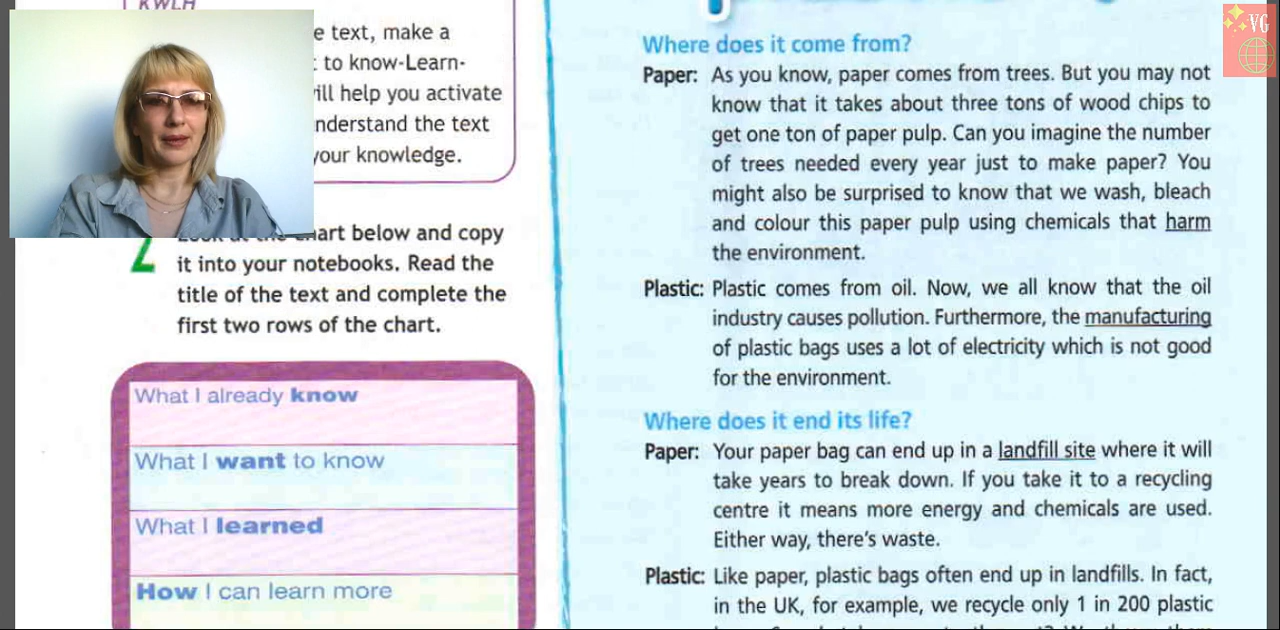 KWLH
e text, make a
to know-Learn-
ill help you activate
nderstand the text
your knowledge.
2 Look at the chart below and copy
it into your notebooks. Read the
title of the text and complete the
first two rows of the chart.
What I already know
What I want to know
What I learned
How I can learn more
Where does it come from?
Paper: As you know, paper comes from trees. But you may not
know that it takes about three tons of wood chips to
get one ton of paper pulp. Can you imagine the number
of trees needed every year just to make paper? You
might also be surprised to know that we wash, bleach
and colour this paper pulp using chemicals that harm
the environment.
Plastic: Plastic comes from oil. Now, we all know that the oil
industry causes pollution. Furthermore, the manufacturing
of plastic bags uses a lot of electricity which is not good
for the environment.
Where does it end its life?
Paper: Your paper bag can end up in a landfill site where it will
take years to break down. If you take it to a recycling
centre it means more energy and chemicals are used.
Either way, there's waste.
Plastic: Like paper, plastic bags often end up in landfills. In fact,
in the UK, for example, we recycle only 1 in 200 plastic
VG